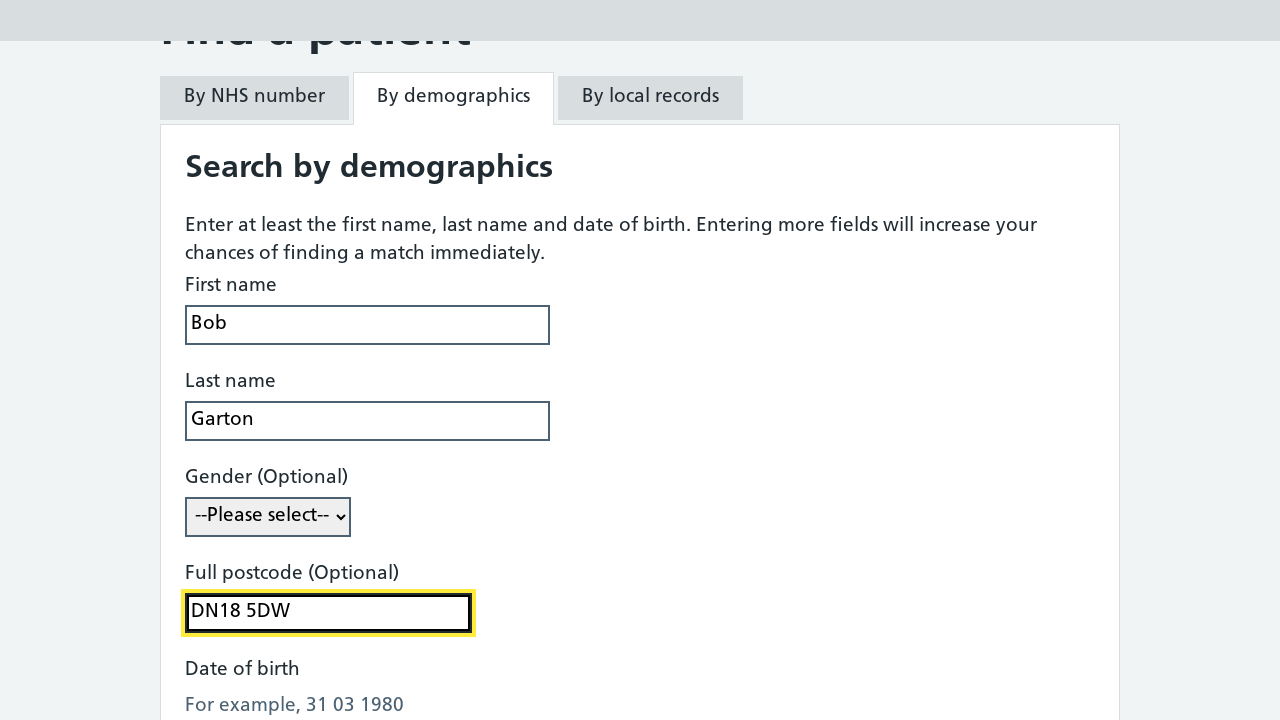 Find a patient
By NHS number
By demographics
By local records
Search by demographics
Enter at least the first name, last name and date of birth. Entering more fields will increase your
chances of finding a match immediately.
First name
Bob
Last name
Garton
Gender (Optional)
--Please select--
Full postcode (Optional)
DN18 5DW
Date of birth
For example, 31 03 1980